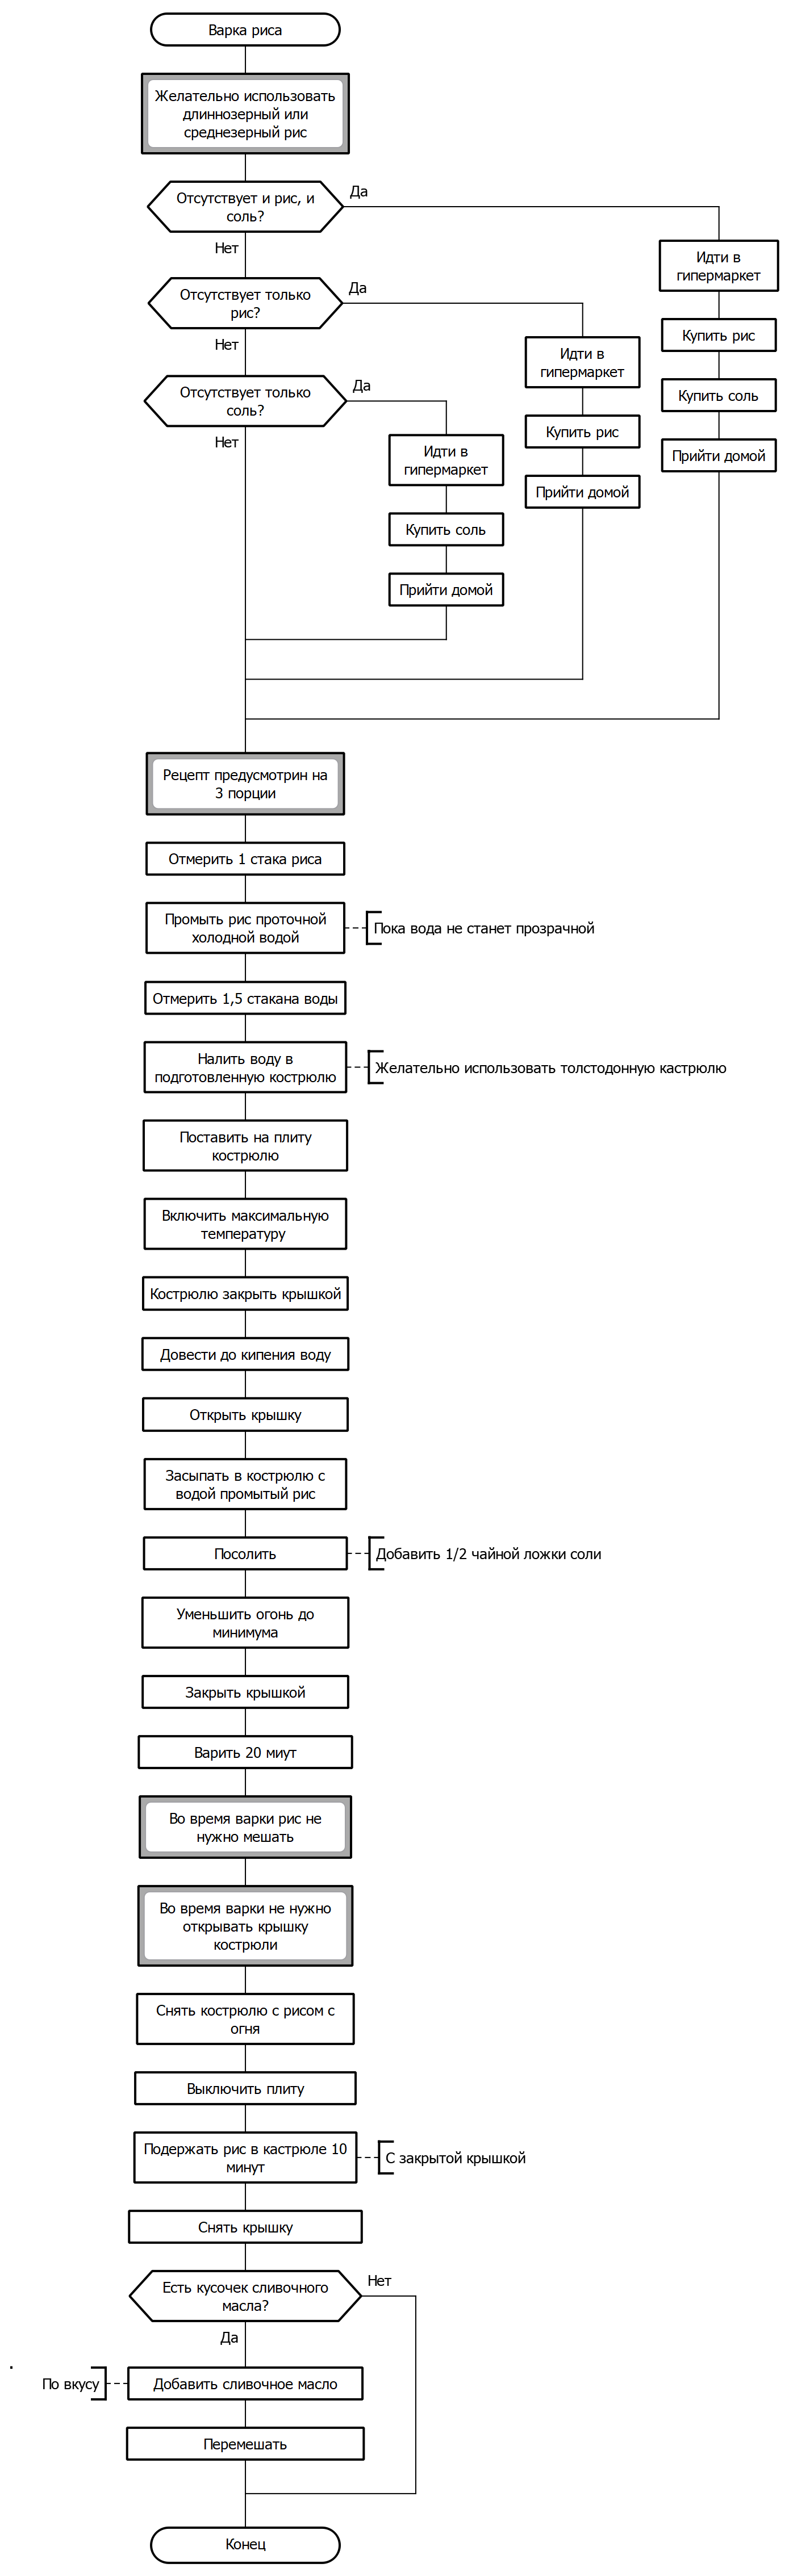 Варка риса
Желательно использовать
длиннозерный или
среднезерный рис
Отсутствует и рис, и
соль?
Да
Нет
Идти в
гипермаркет
Купить рис
Купить соль
Прийти домой
Отсутствует только
рис?
Да
Нет
Идти в
гипермаркет
Купить рис
Прийти домой
Отсутствует только
соль?
Да
Нет
Идти в
гипермаркет
Купить соль
Прийти домой
Рецепт предусмотрин на
3 порции
Отмерить 1 стака риса
Промыть рис проточной
холодной водой
Пока вода не станет прозрачной
Отмерить 1,5 стакана воды
Налить воду в
подготовленную кострюлю
Желательно использовать толстодонную кастрюлю
Поставить на плиту
кострюлю
Включить максимальную
температуру
Кострюлю закрыть крышкой
Довести до кипения воду
Открыть крышку
Засыпать в кострюлю с
водой промытый рис
Посолить
Добавить 1/2 чайной ложки соли
Уменьшить огонь до
минимума
Закрыть крышкой
Варить 20 миут
Во время варки рис не
нужно мешать
Во время варки не нужно
открывать крышку
кострюли
Снять кострюлю с рисом с
огня
Выключить плиту
Подержать рис в кастрюле 10
минут
С закрытой крышкой
Снять крышку
Есть кусочек сливочного
масла?
Нет
Да
По вкусу
Добавить сливочное масло
Перемешать
Конец